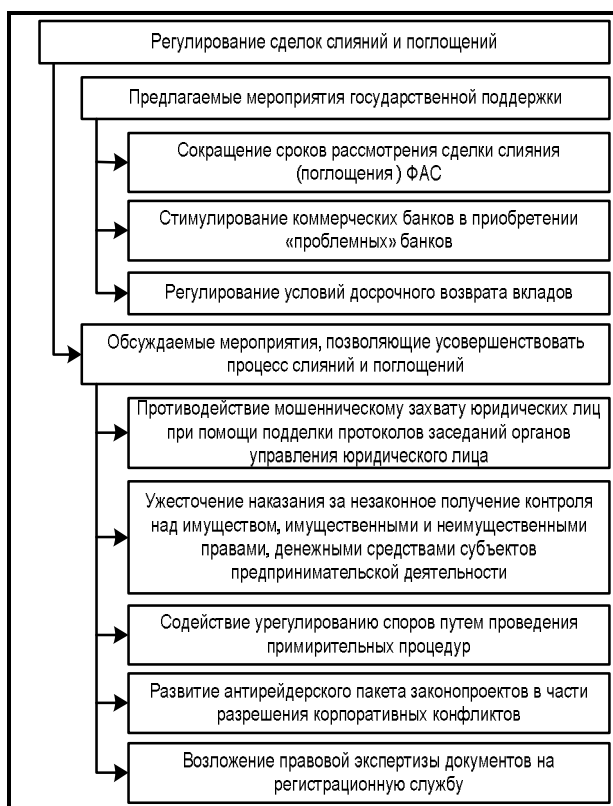 Регулирование сделок слияний и поглощений
Предлагаемые мероприятия государственной поддержки
Сокращение сроков рассмотрения сделки слияния
(поглощения ) ФАС
Стимулирование коммерческих банков в приобретении
«проблемных» банков
Регулирование условий досрочного возврата вкладов
Обсуждаемые мероприятия, позволяющие усовершенствовать
процесс слияний и поглощений
Противодействие мошенническому захвату юридических лиц
при помощи подделки протоколов заседаний органов
управления юридического лица
Ужесточение наказания за незаконное получение контроля
над имуществом, имущественными и неимущественными
правами, денежными средствами субъектов
предпринимательской деятельности
Содействие урегулированию споров путем проведения
примирительных процедур
Развитие антирейдерского пакета законопроектов в части
разрешения корпоративных конфликтов
Возложение правовой экспертизы документов на
регистрационную службу